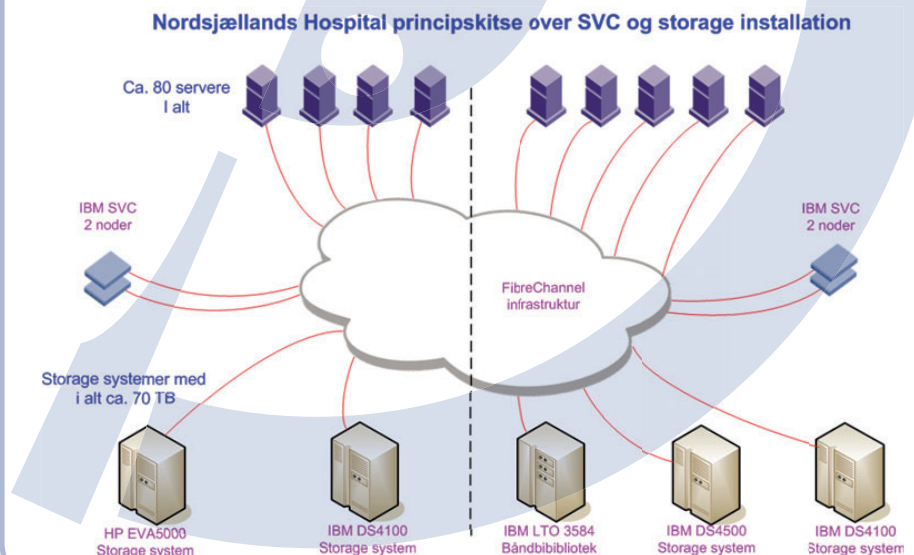 Nordsjællands Hospital principskitse over SVC og storage installation
Ca. 80 servere
I alt
IBM SVC
2 noder
IBM SVC
2 noder
FibreChannel
infrastruktur
Storage systemer med
i alt ca. 70 TB
HP EVA5000
Storage system
IBM DS4100
Storage system
IBM LTO 3584
Båndbibibliotek
IBM DS4500
Storage system
IBM DS4100
Storage system